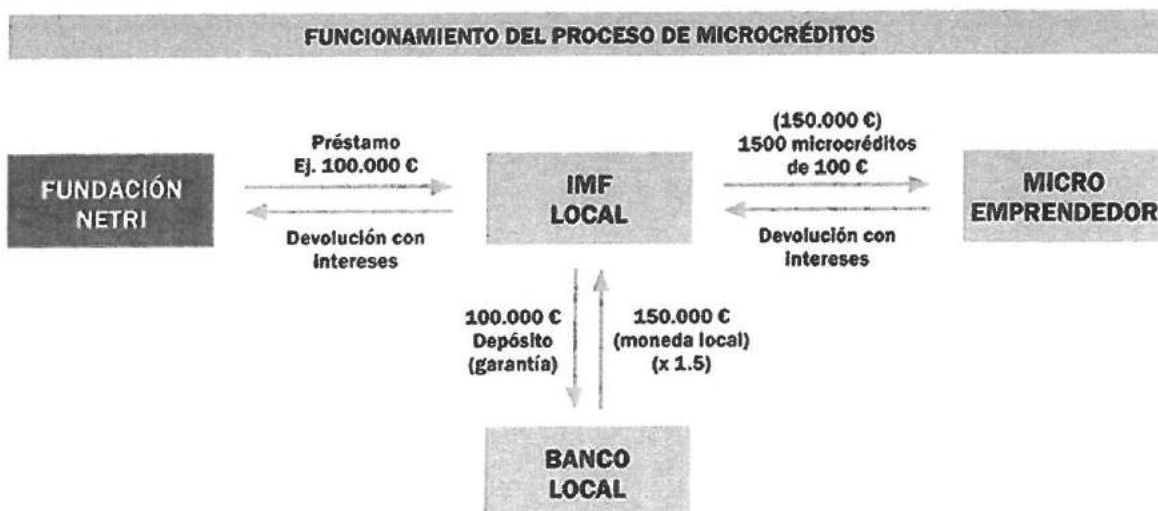 FUNCIONAMIENTO DEL PROCESO DE MICROCRÉDITOS
Préstamo
Ej. 100.000 €
(150.000 €)
1500 microcréditos
de 100 €
FUNDACIÓN
NETRI
IMF
LOCAL
MICRO
EMPRENDEDOR
Devolución con
intereses
Devolución con
intereses
100.000 €
Depósito
(garantía)
150.000 €
(moneda local)
(x 1.5)
BANCO
LOCAL